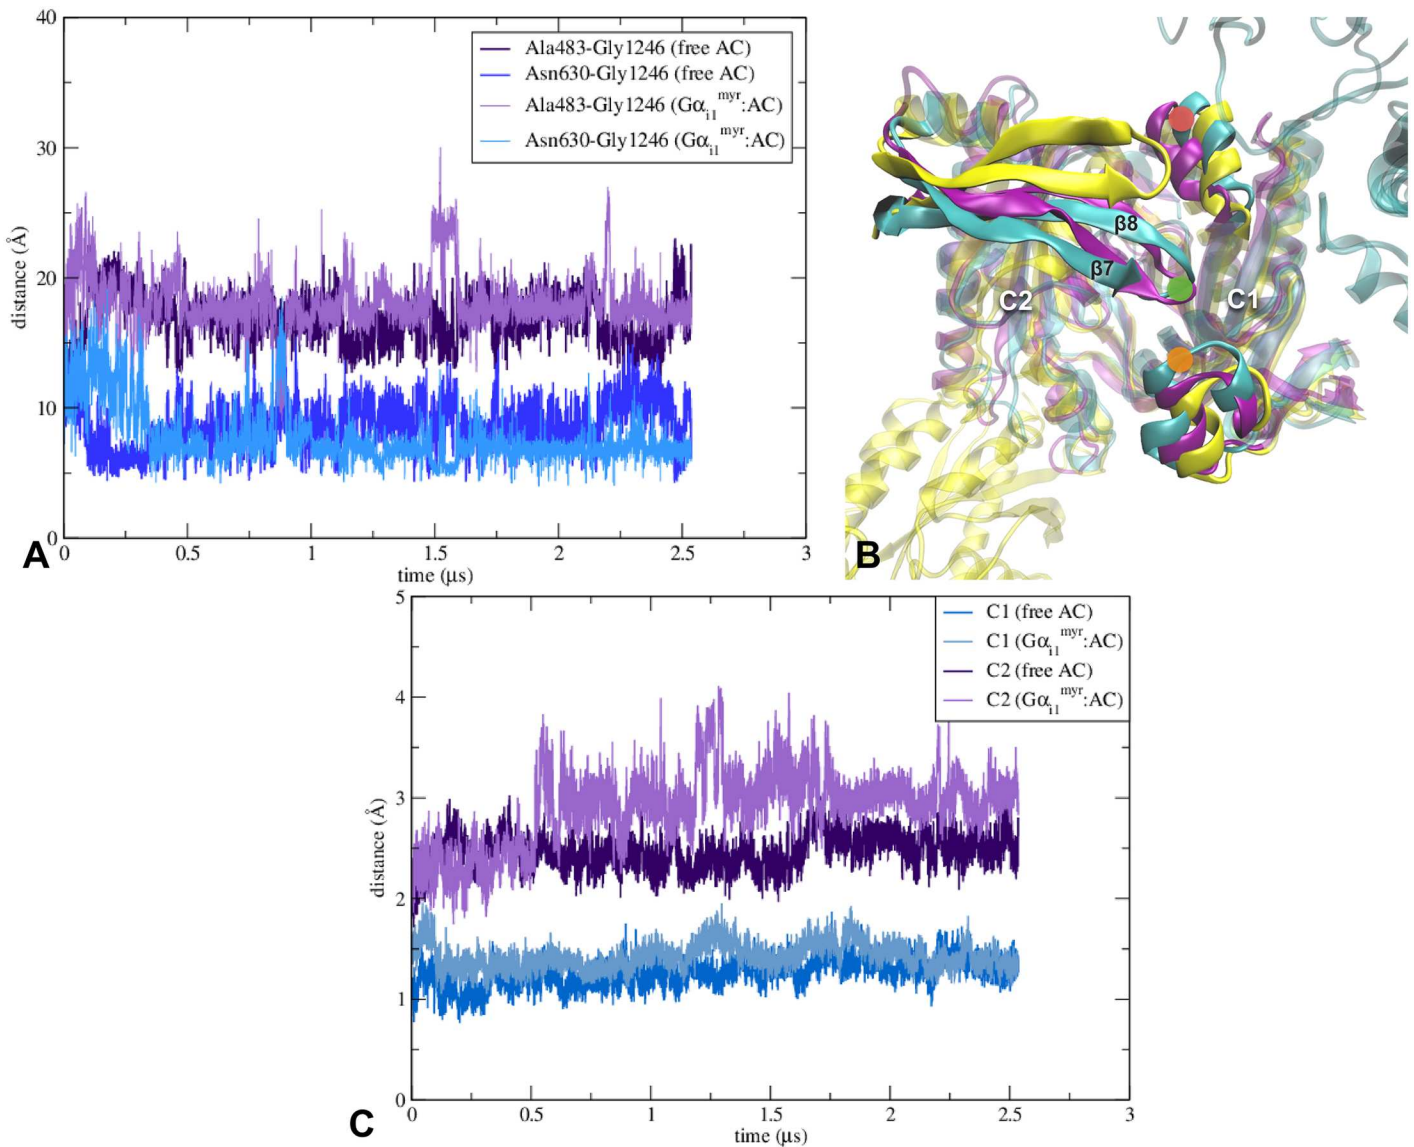 40
30
20
10
0
distance (Å)
Ala483-Gly1246 (free AC)
Asn630-Gly1246 (free AC)
Ala483-Gly1246 (Gαi1myr:AC)
Asn630-Gly1246 (Gαi1myr:AC)
0 0.5 1 1.5 2 2.5 3
time (μs)
A
β8
β7
C2
C1
B
5
4
3
2
1
0
distance (Å)
C1 (free AC)
C1 (Gαi1myr:AC)
C2 (free AC)
C2 (Gαi1myr:AC)
0 0.5 1 1.5 2 2.5 3
time (μs)
C